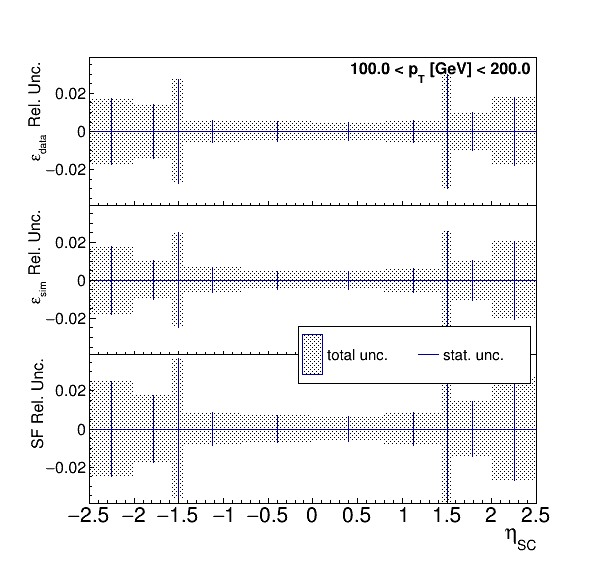 100.0 < p_T [GeV] < 200.0
ε_data Rel. Unc.
0.02
0
−0.02
ε_sim Rel. Unc.
0.02
0
−0.02
total unc.
stat. unc.
SF Rel. Unc.
0.02
0
−0.02
−2.5 −2 −1.5 −1 −0.5 0 0.5 1 1.5 2 2.5
η_SC